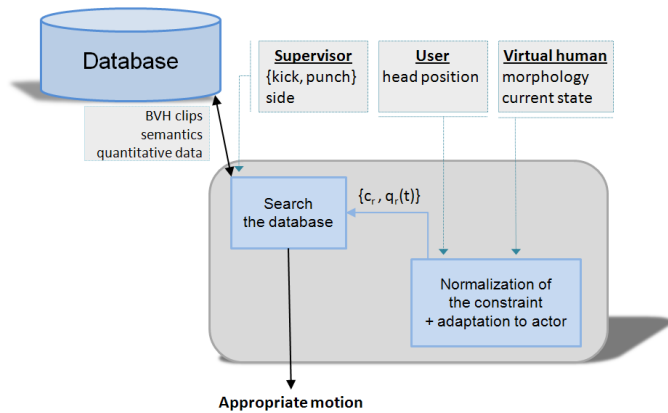 Database
Supervisor
{kick, punch}
side
User
head position
Virtual human
morphology
current state
BVH clips
semantics
quantitative data
Search
the database
{cᵣ , qᵣ(t)}
Normalization of
the constraint
+ adaptation to actor
Appropriate motion